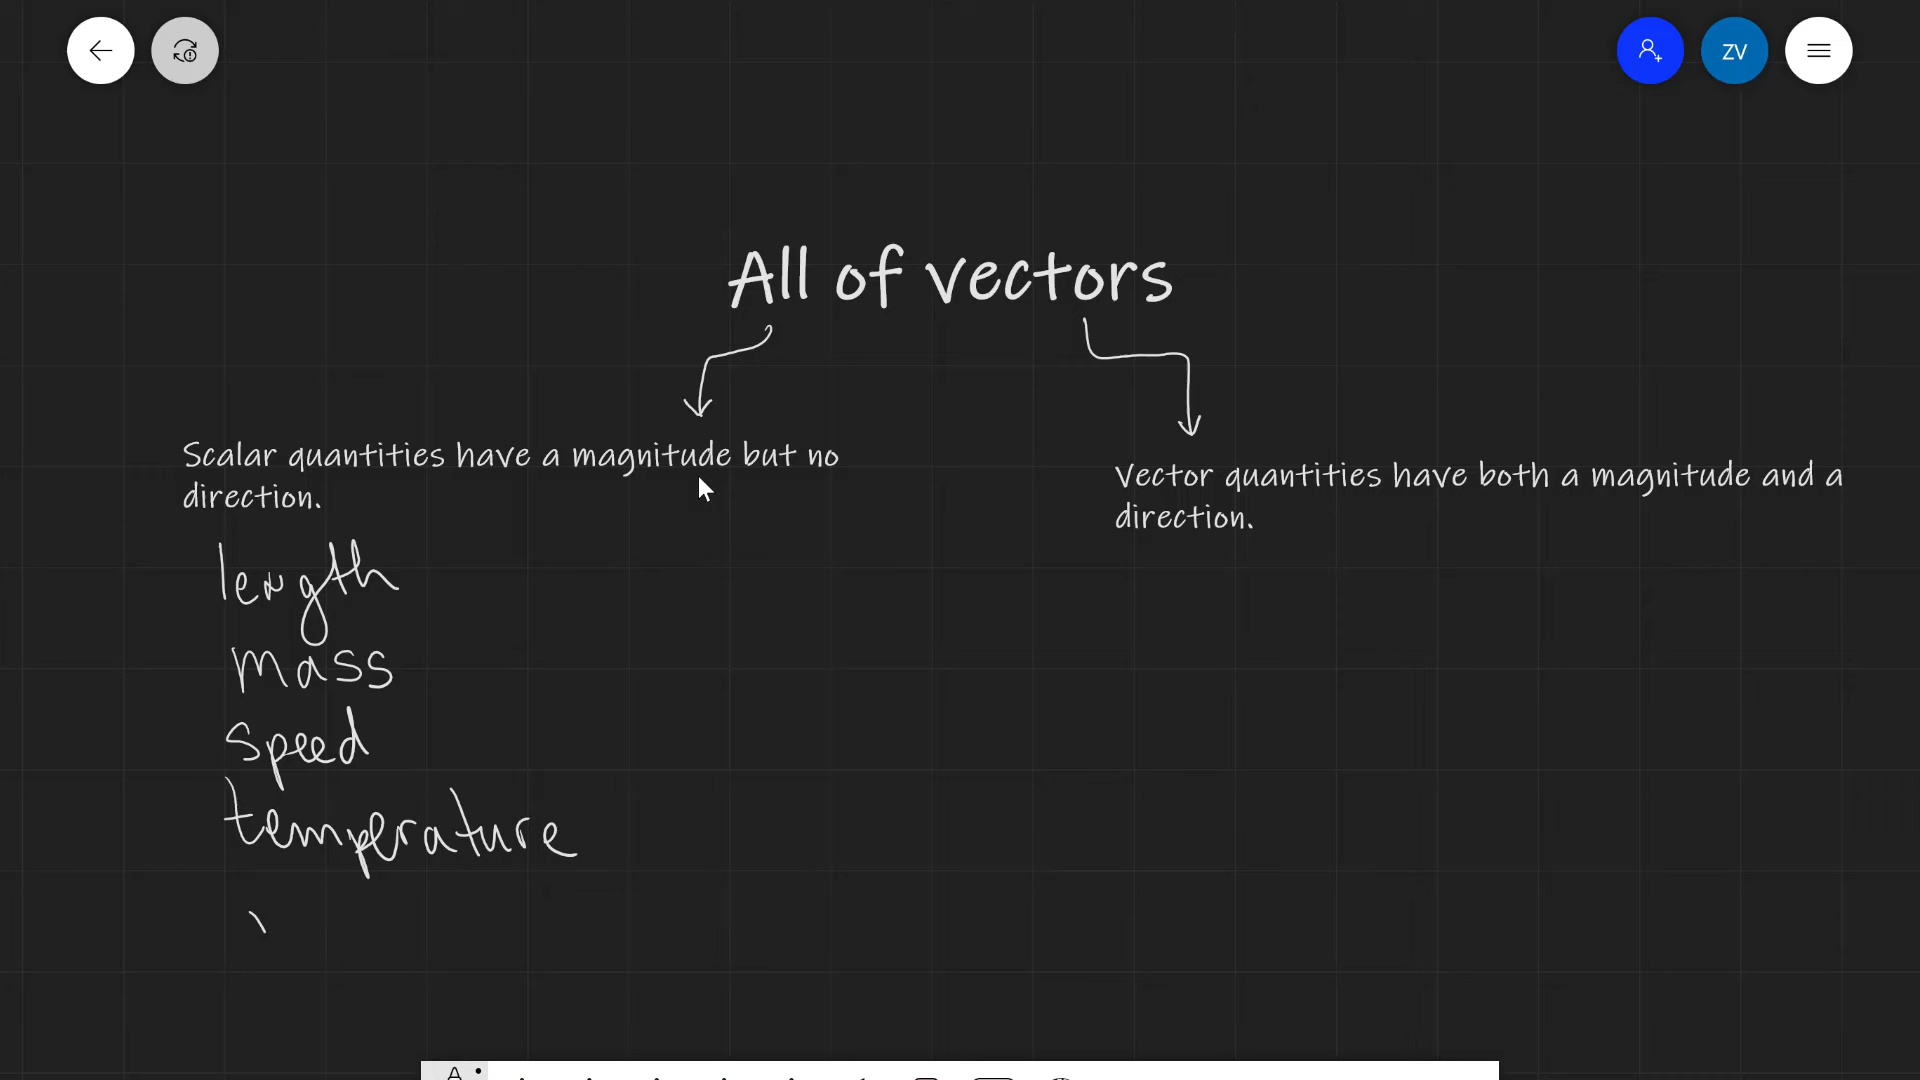 ZV
All of vectors
Scalar quantities have a magnitude but no
direction.
Vector quantities have both a magnitude and a
direction.
length
mass
speed
temperature